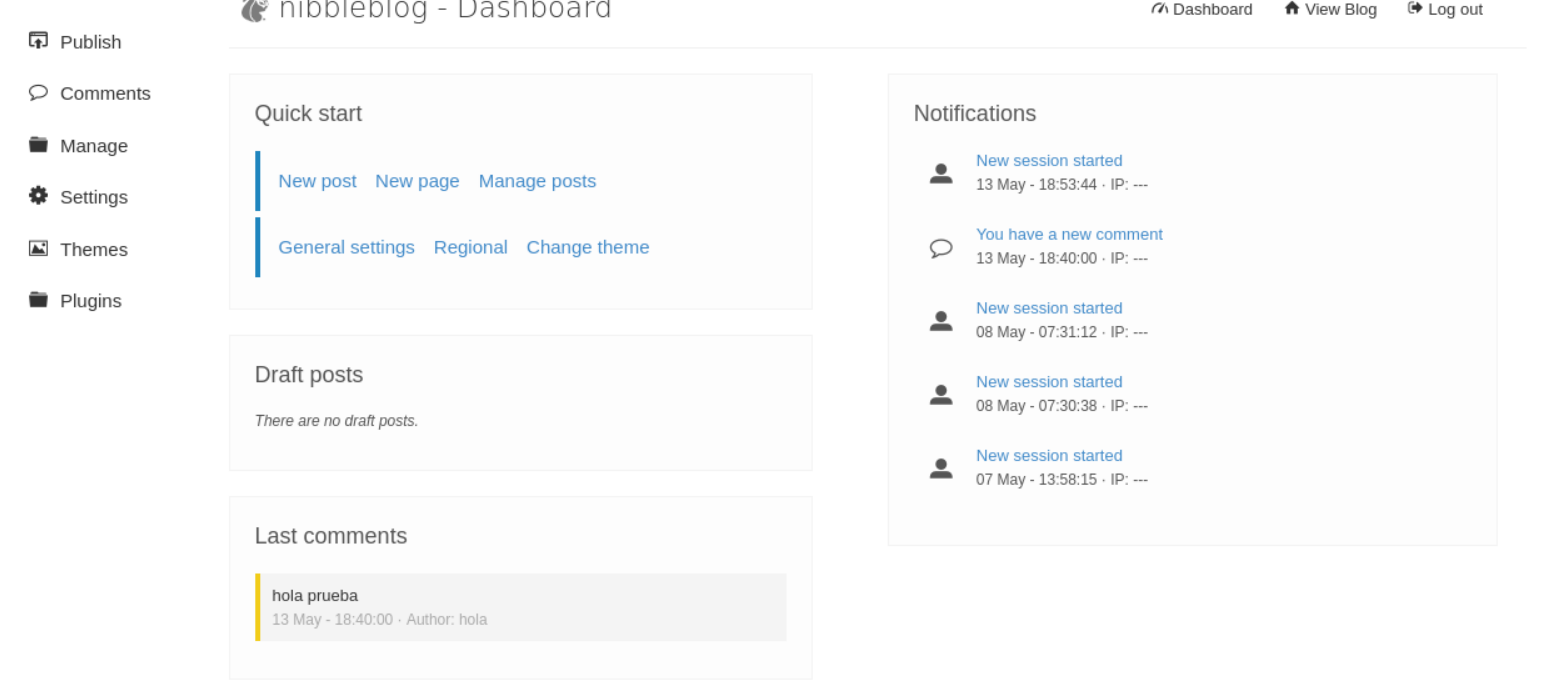 nibbleblog - Dashboard
Dashboard View Blog Log out
Publish
Comments
Manage
Settings
Themes
Plugins
Quick start
New post New page Manage posts
General settings Regional Change theme
Draft posts
There are no draft posts.
Last comments
hola prueba
13 May - 18:40:00 · Author: hola
Notifications
New session started
13 May - 18:53:44 · IP: ---
You have a new comment
13 May - 18:40:00 · IP: ---
New session started
08 May - 07:31:12 · IP: ---
New session started
08 May - 07:30:38 · IP: ---
New session started
07 May - 13:58:15 · IP: ---